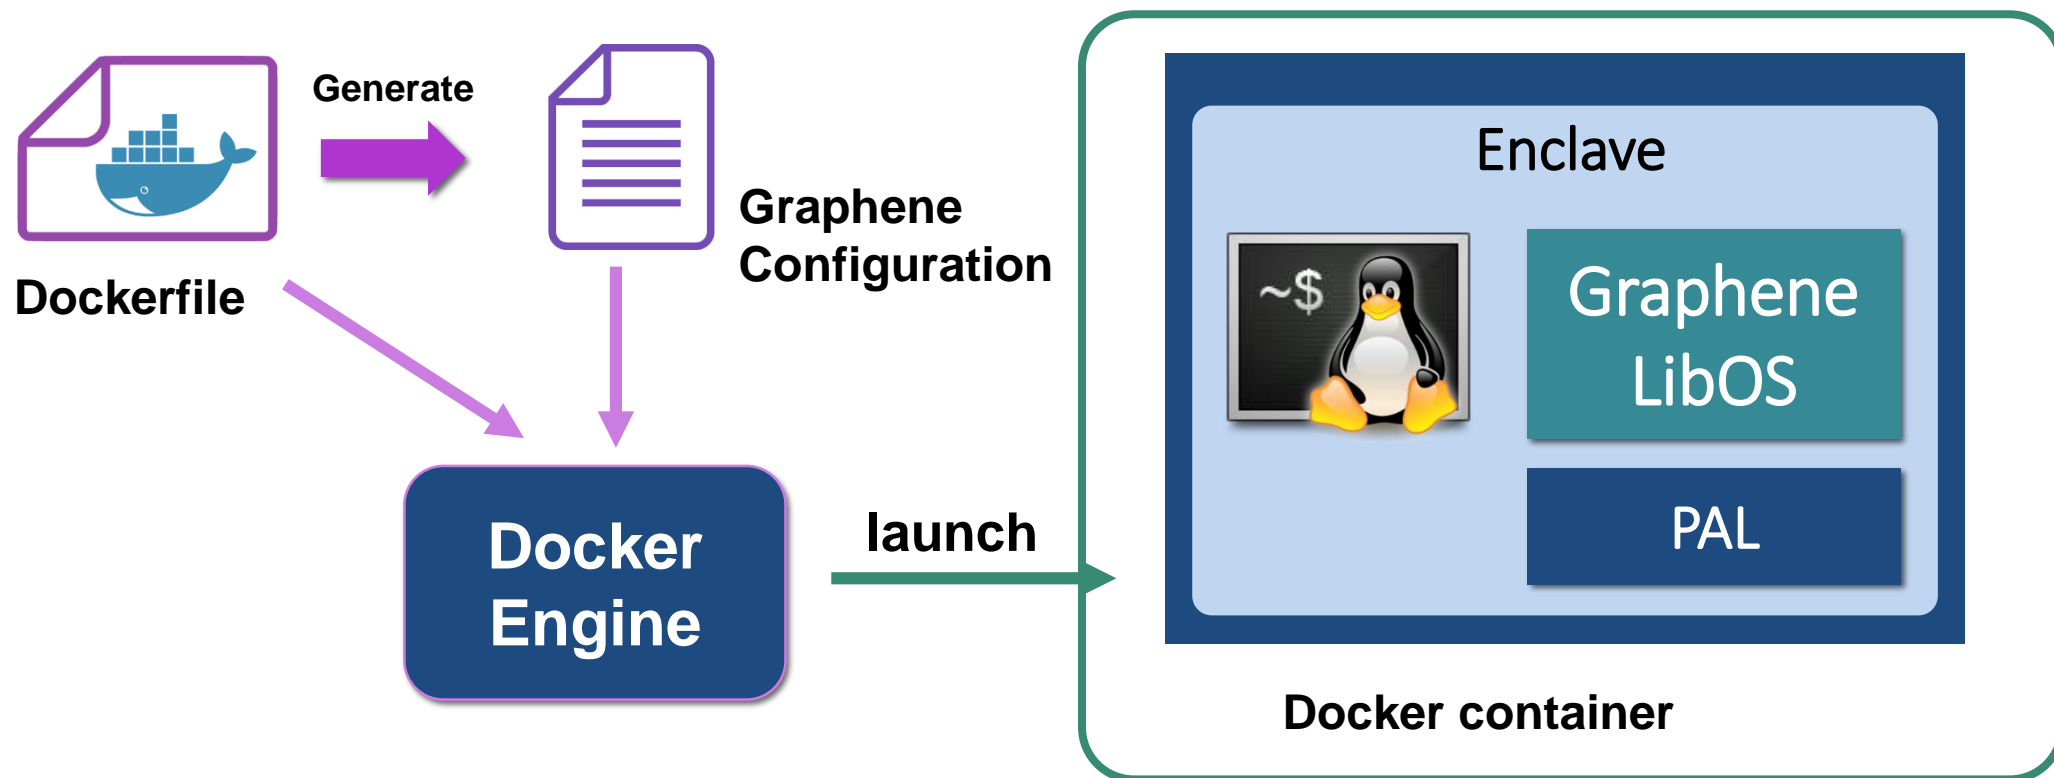 Generate
Dockerfile
Graphene
Configuration
Docker
Engine
launch
Enclave
~$
Graphene
LibOS
PAL
Docker container